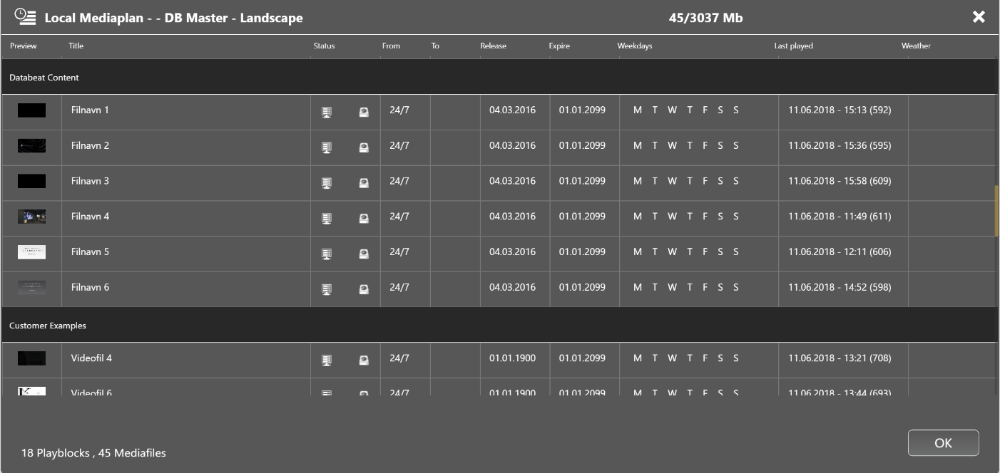 Local Mediaplan - - DB Master - Landscape 45/3037 Mb
Preview Title Status From To Release Expire Weekdays Last played Weather
Databeat Content
Filnavn 1 24/7 04.03.2016 01.01.2099 M T W T F S S 11.06.2018 - 15:13 (592)
Filnavn 2 24/7 04.03.2016 01.01.2099 M T W T F S S 11.06.2018 - 15:36 (595)
Filnavn 3 24/7 04.03.2016 01.01.2099 M T W T F S S 11.06.2018 - 15:58 (609)
Filnavn 4 24/7 04.03.2016 01.01.2099 M T W T F S S 11.06.2018 - 11:49 (611)
Filnavn 5 24/7 04.03.2016 01.01.2099 M T W T F S S 11.06.2018 - 12:11 (606)
Filnavn 6 24/7 04.03.2016 01.01.2099 M T W T F S S 11.06.2018 - 14:52 (598)
Customer Examples
Videofil 4 24/7 01.01.1900 01.01.2099 M T W T F S S 11.06.2018 - 13:21 (708)
Videofil 6 24/7 01.01.1900 01.01.2099 M T W T F S S 11.06.2018 - 13:44 (693)
18 Playblocks , 45 Mediafiles
OK